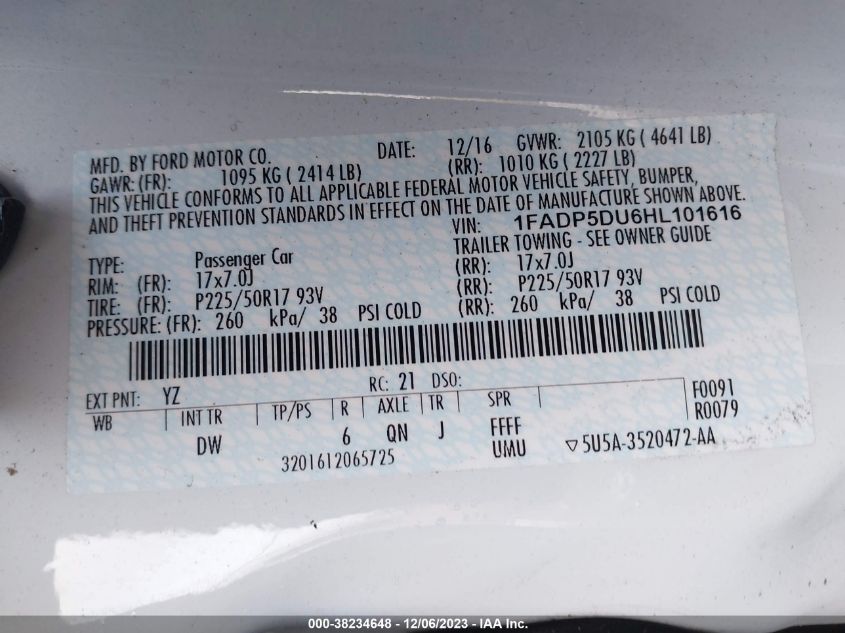 MFD. BY FORD MOTOR CO. DATE: 12/16 GVWR: 2105 KG ( 4641 LB)
GAWR: (FR): 1095 KG ( 2414 LB) (RR): 1010 KG ( 2227 LB)
THIS VEHICLE CONFORMS TO ALL APPLICABLE FEDERAL MOTOR VEHICLE SAFETY, BUMPER,
AND THEFT PREVENTION STANDARDS IN EFFECT ON THE DATE OF MANUFACTURE SHOWN ABOVE.
VIN: 1FADP5DU6HL101616
TYPE: Passenger Car TRAILER TOWING - SEE OWNER GUIDE
RIM: (FR): 17x7.0J (RR): 17x7.0J
TIRE: (FR): P225/50R17 93V (RR): P225/50R17 93V
PRESSURE: (FR): 260 kPa/ 38 PSI COLD (RR): 260 kPa/ 38 PSI COLD
EXT PNT: YZ RC: 21 DSO:
WB INT TR TP/PS R AXLE TR SPR F0091
DW 6 QN J FFFF R0079
3201612065725 UMU ▽5U5A-3520472-AA
000-38234648 - 12/06/2023 - IAA Inc.